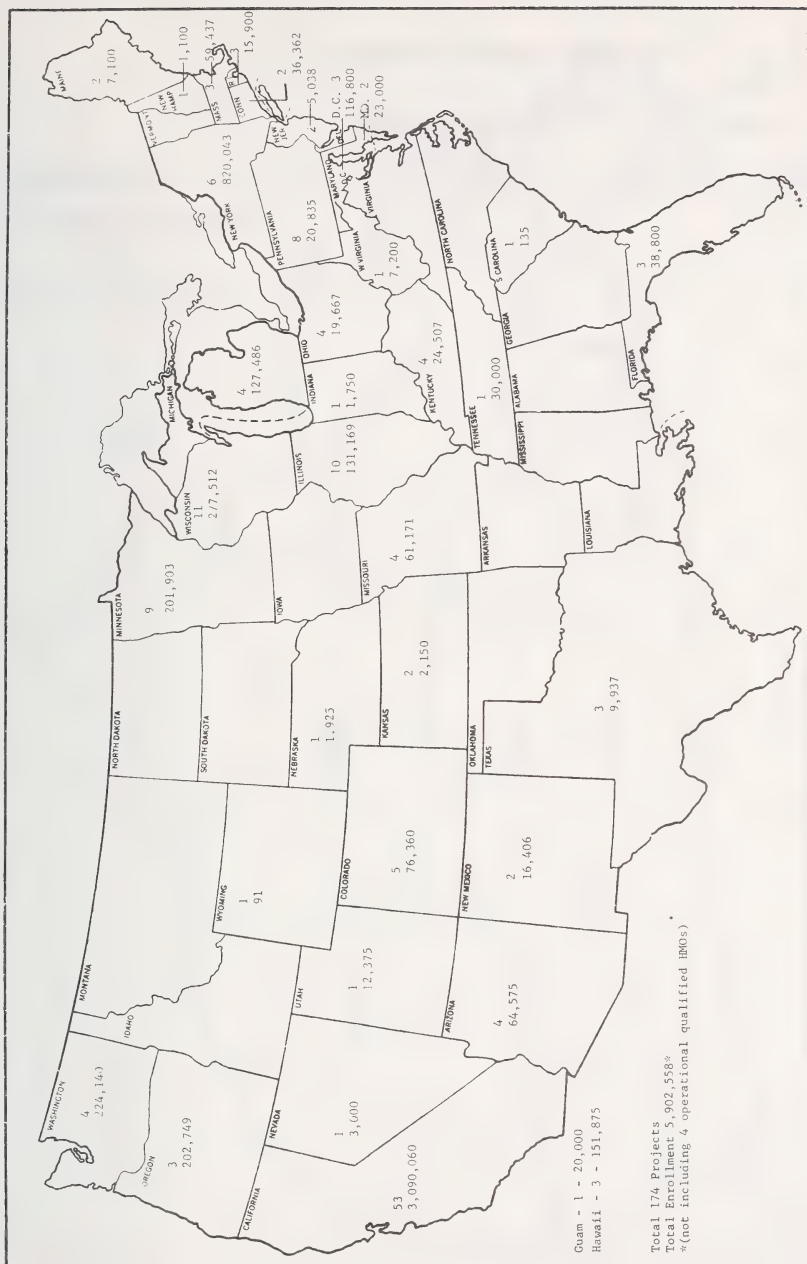 WASHINGTON
4
224,140
OREGON
3
202,749
CALIFORNIA
53
3,090,060
NEVADA
1
3,000
IDAHO
MONTANA
WYOMING
1
91
UTAH
1
12,375
COLORADO
5
76,360
ARIZONA
4
64,575
NEW MEXICO
2
16,406
NORTH DAKOTA
SOUTH DAKOTA
NEBRASKA
1
1,925
KANSAS
2
2,150
OKLAHOMA
TEXAS
3
9,937
MINNESOTA
9
201,903
IOWA
MISSOURI
4
61,171
ARKANSAS
LOUISIANA
WISCONSIN
11
277,512
ILLINOIS
10
131,169
MICHIGAN
4
127,486
INDIANA
1
1,750
OHIO
4
19,667
KENTUCKY
4
24,507
TENNESSEE
1
30,000
MISSISSIPPI
ALABAMA
GEORGIA
FLORIDA
3
38,800
S CAROLINA
1
135
NORTH CAROLINA
VIRGINIA
W VIRGINIA
1
7,200
MARYLAND
D.C.
DEL
PENNSYLVANIA
8
20,835
NEW YORK
6
820,043
VERMONT
NEW HAMP
1 1,100
MAINE
2
7,100
MASS
3 59,437
R.I.
3
15,900
CONN
2
36,362
NEW JER
2 5,038
D.C. 3
116,800
MD. 2
23,000
Guam - 1 - 20,000
Hawaii - 3 - 151,875
Total 174 Projects
Total Enrollment 5,902,558*
*(not including 4 operational qualified HMOs)